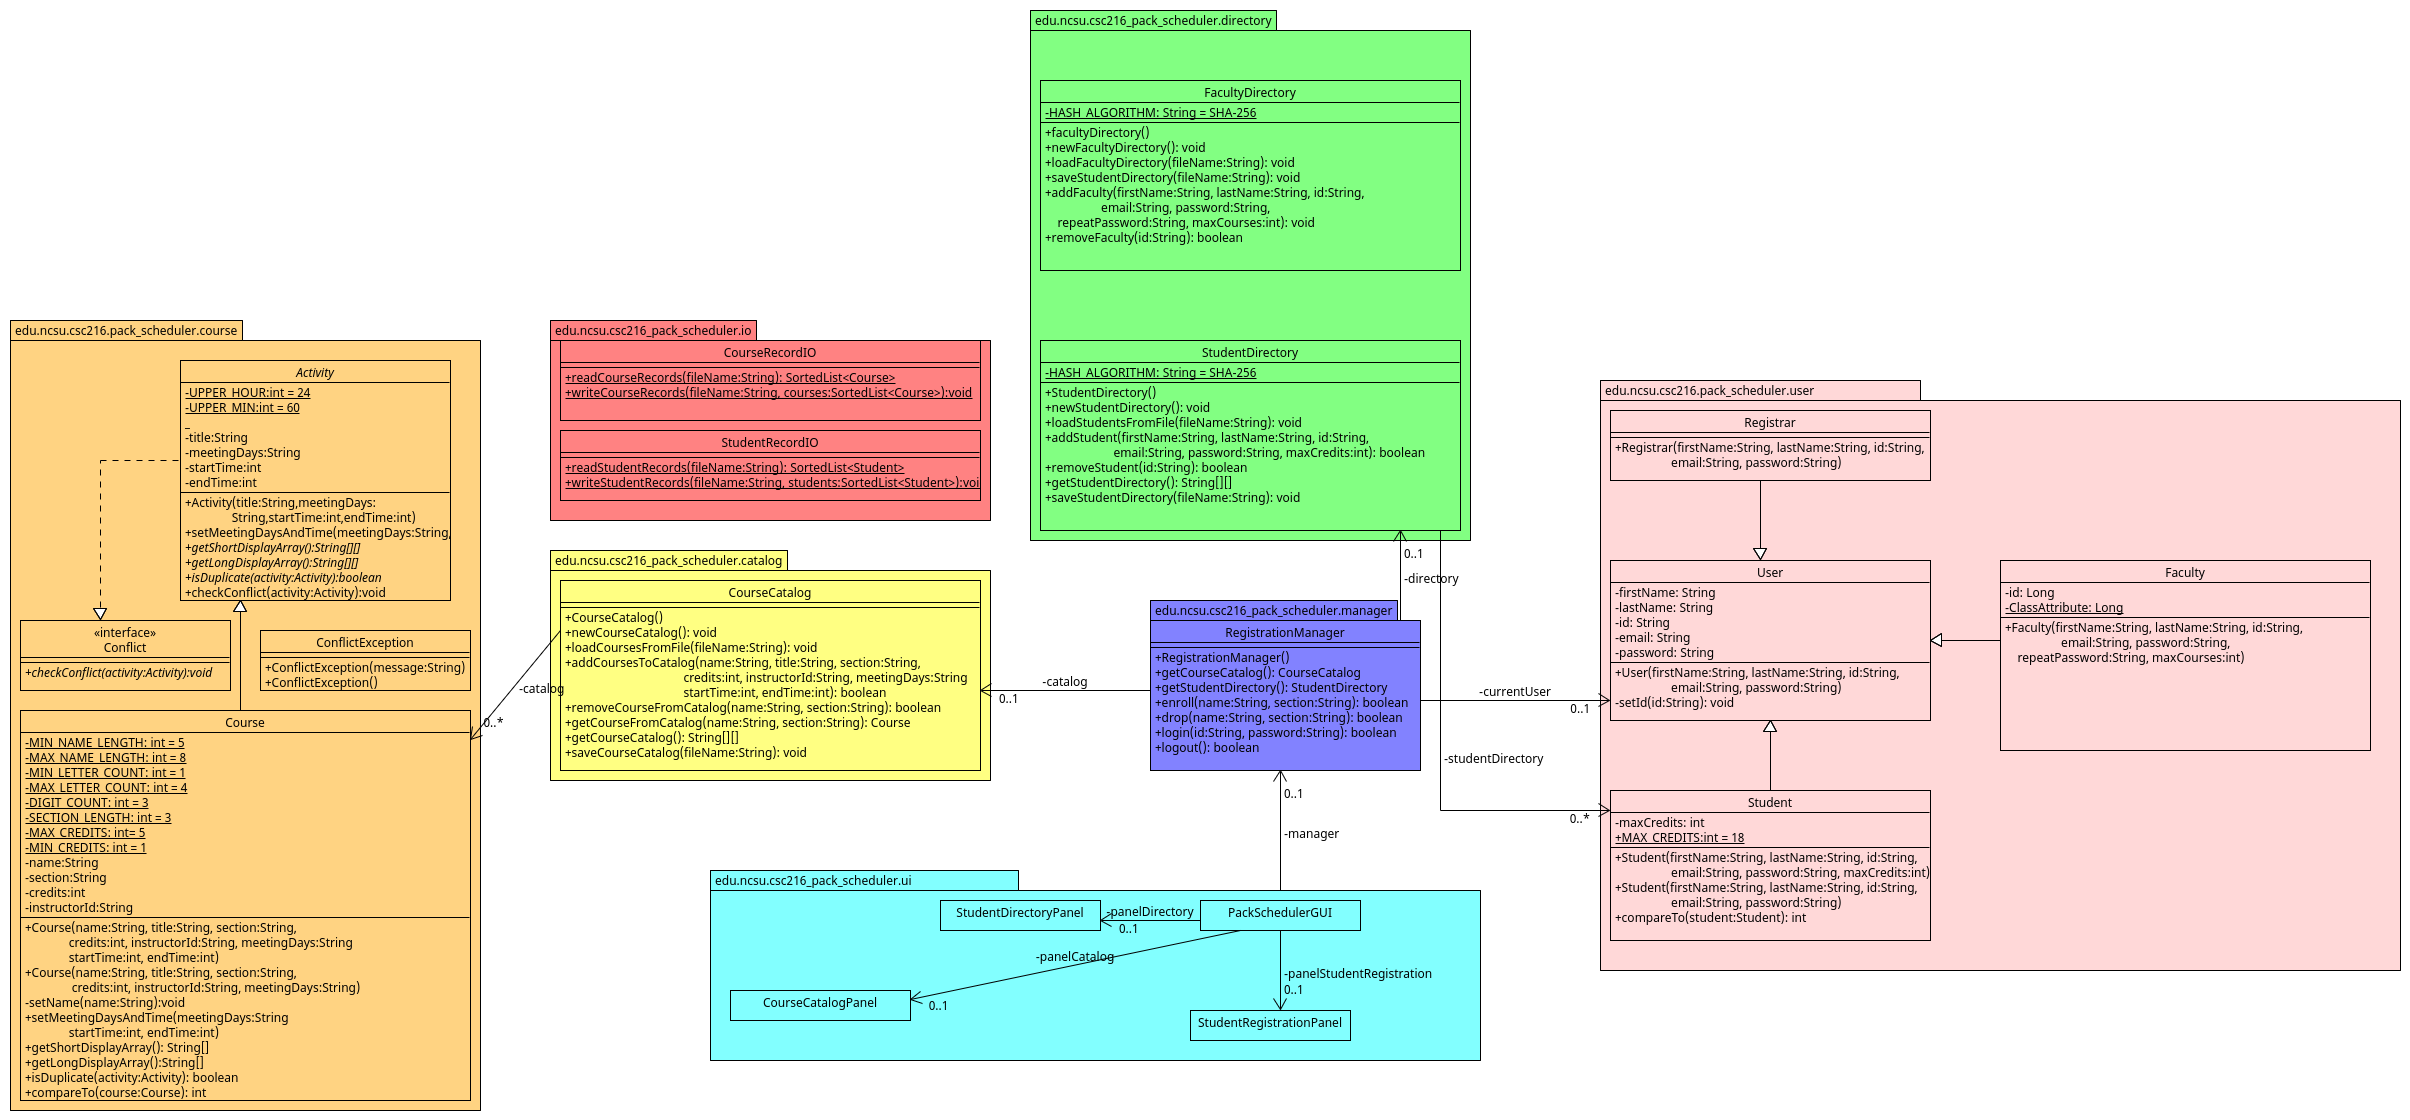 edu.ncsu.csc216_pack_scheduler.directory
FacultyDirectory
-HASH_ALGORITHM: String = SHA-256
+facultyDirectory()
+newFacultyDirectory(): void
+loadFacultyDirectory(fileName:String): void
+saveStudentDirectory(fileName:String): void
+addFaculty(firstName:String, lastName:String, id:String,
email:String, password:String,
repeatPassword:String, maxCourses:int): void
+removeFaculty(id:String): boolean
StudentDirectory
-HASH_ALGORITHM: String = SHA-256
+StudentDirectory()
+newStudentDirectory(): void
+loadStudentsFromFile(fileName:String): void
+addStudent(firstName:String, lastName:String, id:String,
email:String, password:String, maxCredits:int): boolean
+removeStudent(id:String): boolean
+getStudentDirectory(): String[][]
+saveStudentDirectory(fileName:String): void
edu.ncsu.csc216.pack_scheduler.course
Activity
-UPPER_HOUR:int = 24
-UPPER_MIN:int = 60
_
-title:String
-meetingDays:String
-startTime:int
-endTime:int
+Activity(title:String,meetingDays:
String,startTime:int,endTime:int)
+setMeetingDaysAndTime(meetingDays:String,
+getShortDisplayArray():String[][]
+getLongDisplayArray():String[][]
+isDuplicate(activity:Activity):boolean
+checkConflict(activity:Activity):void
«interface»
Conflict
+checkConflict(activity:Activity):void
ConflictException
+ConflictException(message:String)
+ConflictException()
Course
-MIN_NAME_LENGTH: int = 5
-MAX_NAME_LENGTH: int = 8
-MIN_LETTER_COUNT: int = 1
-MAX_LETTER_COUNT: int = 4
-DIGIT_COUNT: int = 3
-SECTION_LENGTH: int = 3
-MAX_CREDITS: int= 5
-MIN_CREDITS: int = 1
-name:String
-section:String
-credits:int
-instructorId:String
+Course(name:String, title:String, section:String,
credits:int, instructorId:String, meetingDays:String
startTime:int, endTime:int)
+Course(name:String, title:String, section:String,
credits:int, instructorId:String, meetingDays:String)
-setName(name:String):void
+setMeetingDaysAndTime(meetingDays:String
startTime:int, endTime:int)
+getShortDisplayArray(): String[]
+getLongDisplayArray():String[]
+isDuplicate(activity:Activity): boolean
+compareTo(course:Course): int
edu.ncsu.csc216_pack_scheduler.io
CourseRecordIO
+readCourseRecords(fileName:String): SortedList<Course>
+writeCourseRecords(fileName:String, courses:SortedList<Course>):void
StudentRecordIO
+readStudentRecords(fileName:String): SortedList<Student>
+writeStudentRecords(fileName:String, students:SortedList<Student>):voi
edu.ncsu.csc216_pack_scheduler.catalog
CourseCatalog
+CourseCatalog()
+newCourseCatalog(): void
+loadCoursesFromFile(fileName:String): void
+addCoursesToCatalog(name:String, title:String, section:String,
credits:int, instructorId:String, meetingDays:String
startTime:int, endTime:int): boolean
+removeCourseFromCatalog(name:String, section:String): boolean
+getCourseFromCatalog(name:String, section:String): Course
+getCourseCatalog(): String[][]
+saveCourseCatalog(fileName:String): void
-catalog
0..*
-catalog
0..1
edu.ncsu.csc216_pack_scheduler.manager
RegistrationManager
+RegistrationManager()
+getCourseCatalog(): CourseCatalog
+getStudentDirectory(): StudentDirectory
+enroll(name:String, section:String): boolean
+drop(name:String, section:String): boolean
+login(id:String, password:String): boolean
+logout(): boolean
0..1
-directory
-currentUser
0..1
-studentDirectory
0..*
0..1
-manager
edu.ncsu.csc216_pack_scheduler.ui
StudentDirectoryPanel
-panelDirectory
0..1
PackSchedulerGUI
-panelCatalog
0..1
CourseCatalogPanel
-panelStudentRegistration
0..1
StudentRegistrationPanel
edu.ncsu.csc216.pack_scheduler.user
Registrar
+Registrar(firstName:String, lastName:String, id:String,
email:String, password:String)
User
-firstName: String
-lastName: String
-id: String
-email: String
-password: String
+User(firstName:String, lastName:String, id:String,
email:String, password:String)
-setId(id:String): void
Faculty
-id: Long
-ClassAttribute: Long
+Faculty(firstName:String, lastName:String, id:String,
email:String, password:String,
repeatPassword:String, maxCourses:int)
Student
-maxCredits: int
+MAX_CREDITS:int = 18
+Student(firstName:String, lastName:String, id:String,
email:String, password:String, maxCredits:int)
+Student(firstName:String, lastName:String, id:String,
email:String, password:String)
+compareTo(student:Student): int